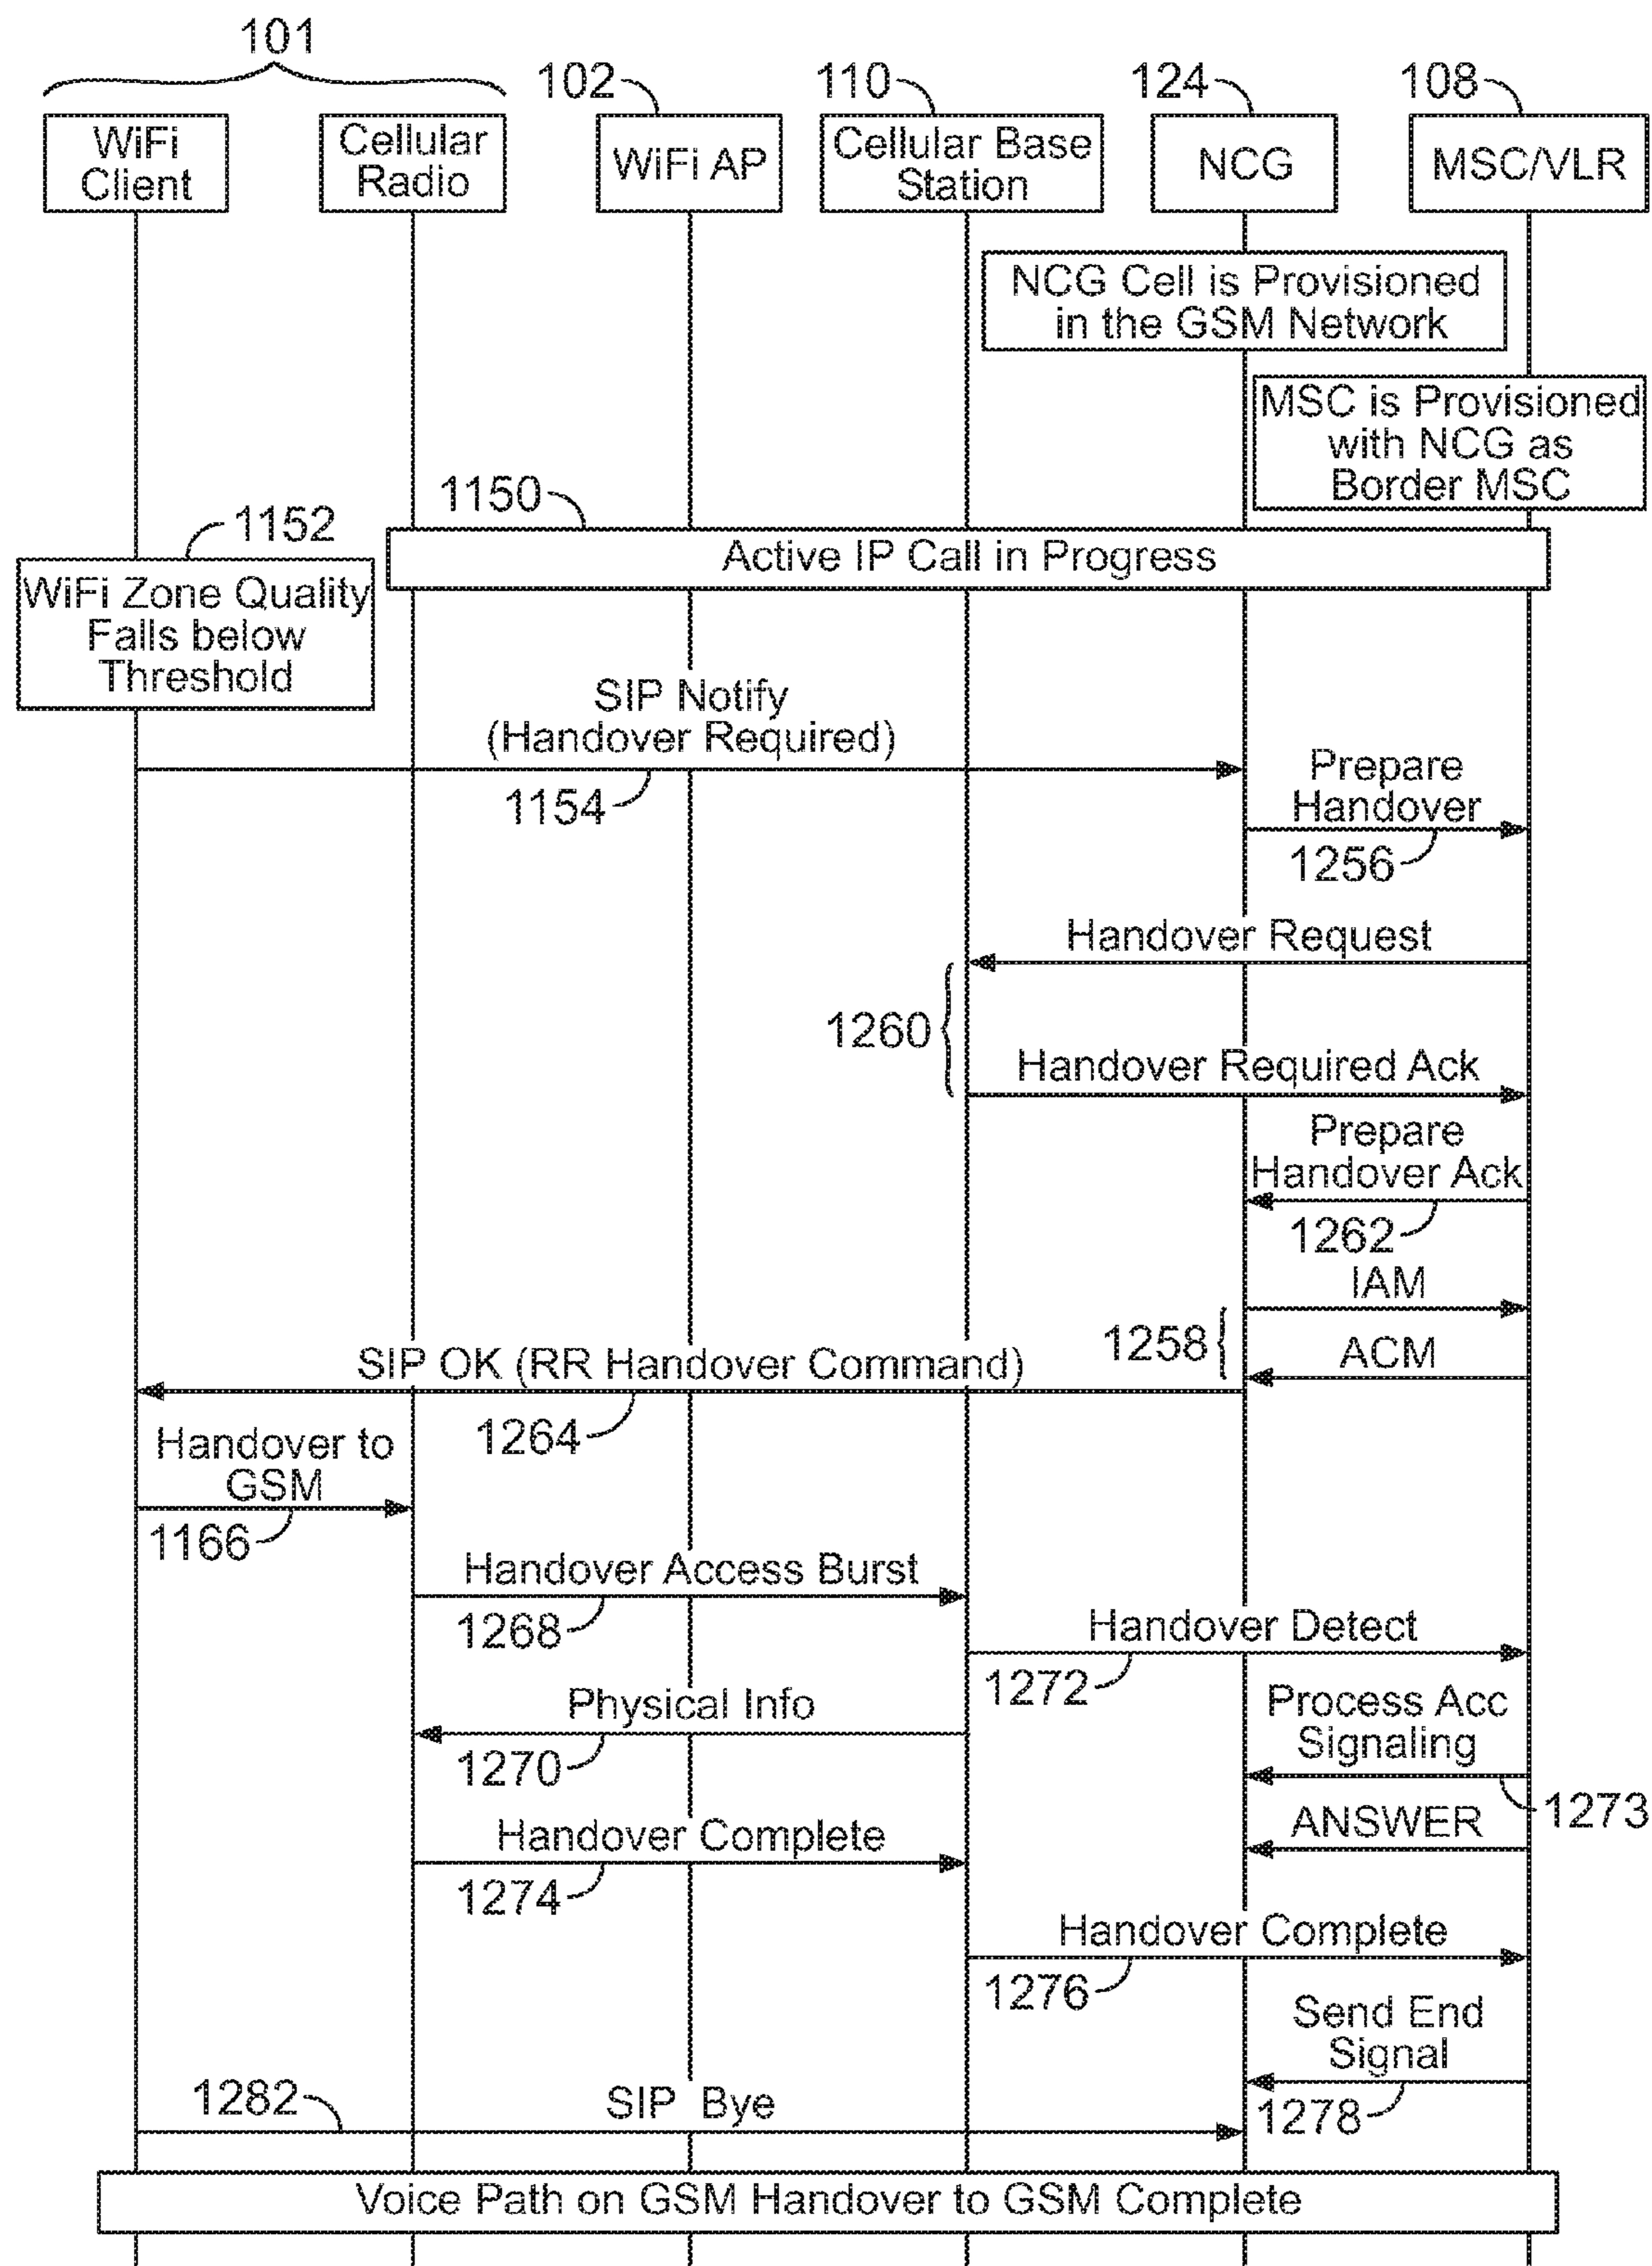 101
102
110
124
108
WiFi
Client
Cellular
Radio
WiFi AP
Cellular Base
Station
NCG
MSC/VLR
NCG Cell is Provisioned
in the GSM Network
MSC is Provisioned
with NCG as
Border MSC
1150
1152
Active IP Call in Progress
WiFi Zone Quality
Falls below
Threshold
SIP Notify
(Handover Required)
1154
Prepare
Handover
1256
Handover Request
1260
Handover Required Ack
Prepare
Handover Ack
1262
IAM
1258
ACM
SIP OK (RR Handover Command)
1264
Handover to
GSM
1166
Handover Access Burst
1268
Handover Detect
1272
Physical Info
1270
Process Acc
Signaling
1273
ANSWER
Handover Complete
1274
Handover Complete
1276
Send End
Signal
1278
1282
SIP Bye
Voice Path on GSM Handover to GSM Complete